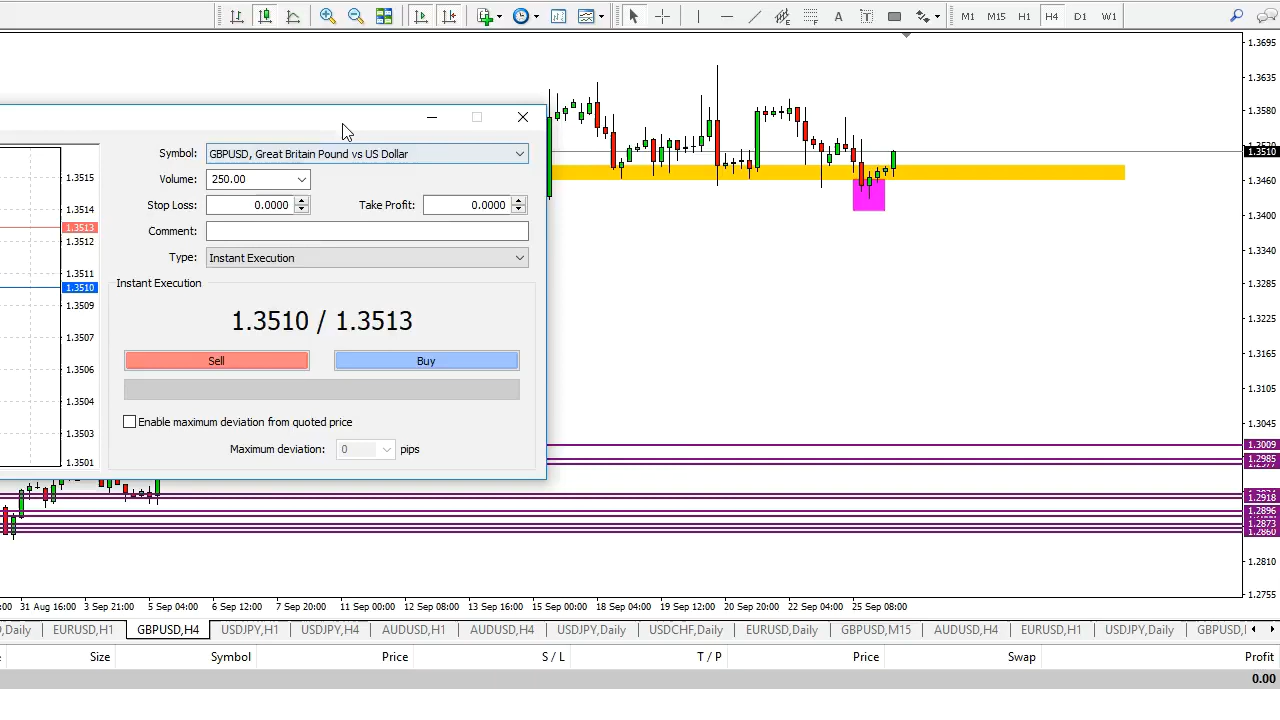 A
T
M1 M15 H1 H4 D1 W1
1.3695
1.3635
1.3580
1.3510
1.3460
1.3400
1.3340
1.3285
1.3225
1.3165
1.3105
1.3045
1.3009
1.2985
1.2918
1.2896
1.2873
1.2860
1.2810
1.2755
Symbol: GBPUSD, Great Britain Pound vs US Dollar
Volume: 250.00
Stop Loss: 0.0000 Take Profit: 0.0000
Comment:
Type: Instant Execution
Instant Execution
1.3510 / 1.3513
Sell Buy
Enable maximum deviation from quoted price
Maximum deviation: 0 pips
1.3515
1.3514
1.3513
1.3512
1.3511
1.3510
1.3509
1.3507
1.3506
1.3504
1.3503
1.3501
:00 31 Aug 16:00 3 Sep 21:00 5 Sep 04:00 6 Sep 12:00 7 Sep 20:00 11 Sep 00:00 12 Sep 08:00 13 Sep 16:00 15 Sep 00:00 18 Sep 04:00 19 Sep 12:00 20 Sep 20:00 22 Sep 04:00 25 Sep 08:00
,Daily EURUSD,H1 GBPUSD,H4 USDJPY,H1 USDJPY,H4 AUDUSD,H1 AUDUSD,H4 USDJPY,Daily USDCHF,Daily EURUSD,Daily GBPUSD,M15 AUDUSD,H4 EURUSD,H1 USDJPY,Daily GBPUSD,
Size Symbol Price S / L T / P Price Swap Profit
0.00